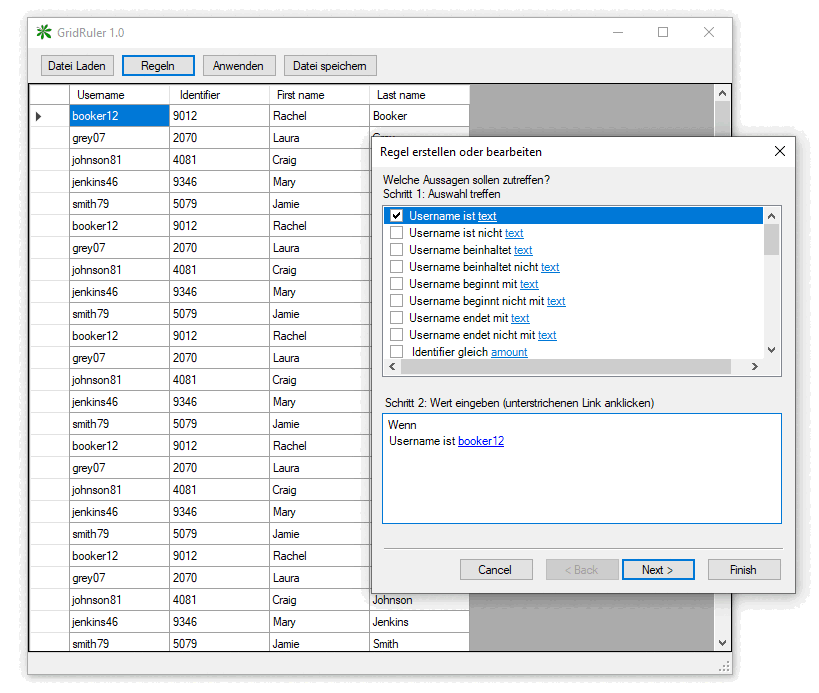 GridRuler 1.0
Datei Laden Regeln Anwenden Datei speichern
Username Identifier First name Last name
booker12 9012 Rachel Booker
grey07 2070 Laura
johnson81 4081 Craig
jenkins46 9346 Mary
smith79 5079 Jamie
booker12 9012 Rachel
grey07 2070 Laura
johnson81 4081 Craig
jenkins46 9346 Mary
smith79 5079 Jamie
booker12 9012 Rachel
grey07 2070 Laura
johnson81 4081 Craig
jenkins46 9346 Mary
smith79 5079 Jamie
booker12 9012 Rachel
grey07 2070 Laura
johnson81 4081 Craig
jenkins46 9346 Mary
smith79 5079 Jamie
booker12 9012 Rachel
grey07 2070 Laura
johnson81 4081 Craig Johnson
jenkins46 9346 Mary Jenkins
smith79 5079 Jamie Smith
Regel erstellen oder bearbeiten
Welche Aussagen sollen zutreffen?
Schritt 1: Auswahl treffen
Username ist text
Username ist nicht text
Username beinhaltet text
Username beinhaltet nicht text
Username beginnt mit text
Username beginnt nicht mit text
Username endet mit text
Username endet nicht mit text
Identifier gleich amount
Schritt 2: Wert eingeben (unterstrichenen Link anklicken)
Wenn
Username ist booker12
Cancel < Back Next > Finish